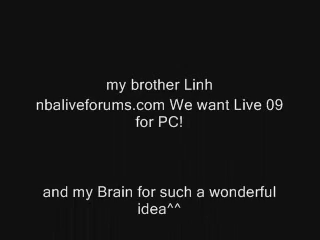 my brother Linh
nbaliveforums.com We want Live 09
for PC!
and my Brain for such a wonderful
idea^^